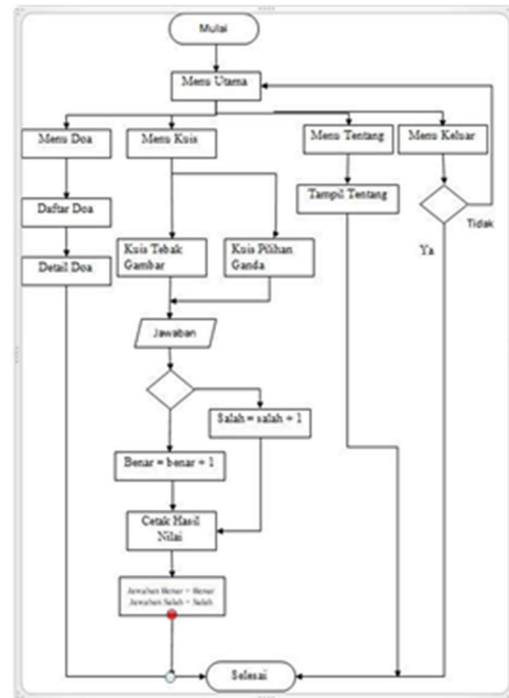 Mulai
Menu Utama
Menu Doa
Menu Kuis
Menu Tentang
Menu Keluar
Daftar Doa
Tampil Tentang
Tidak
Ya
Detail Doa
Kuis Tebak
Gambar
Kuis Pilihan
Ganda
Jawaban
Salah = salah + 1
Benar = benar + 1
Cetak Hasil
Nilai
Jawaban Benar = Benar
Jawaban Salah = Salah
Selesai